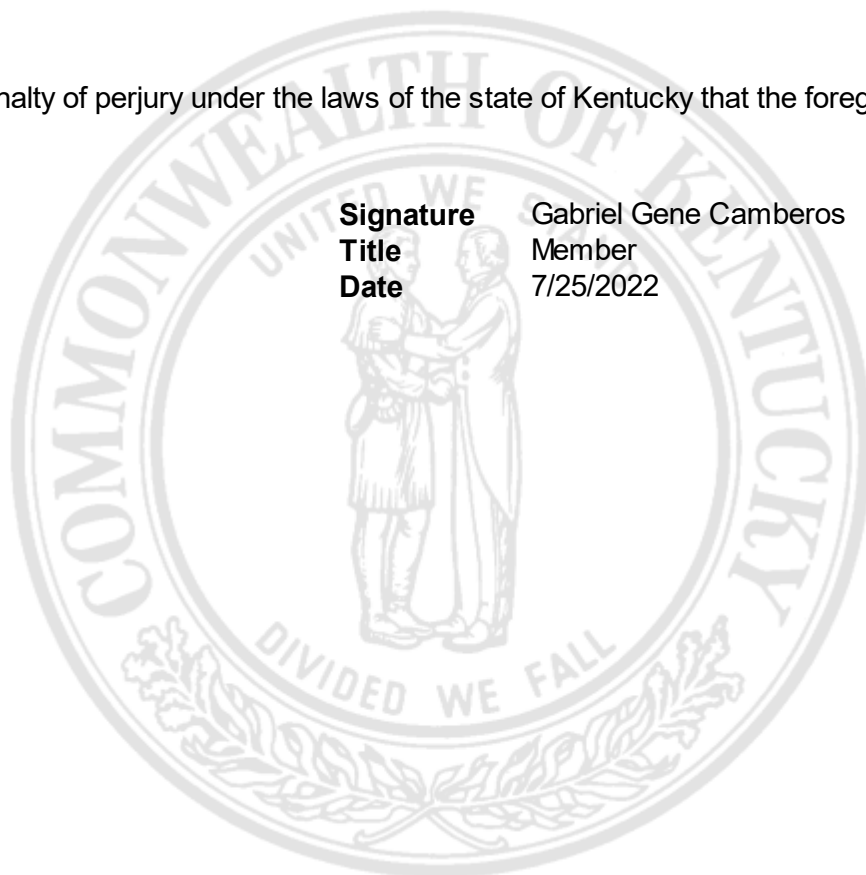 nalty of perjury under the laws of the state of Kentucky that the foreg
Signature Gabriel Gene Camberos
Title Member
Date 7/25/2022
COMMONWEALTH OF KENTUCKY
UNITED WE STAND
DIVIDED WE FALL